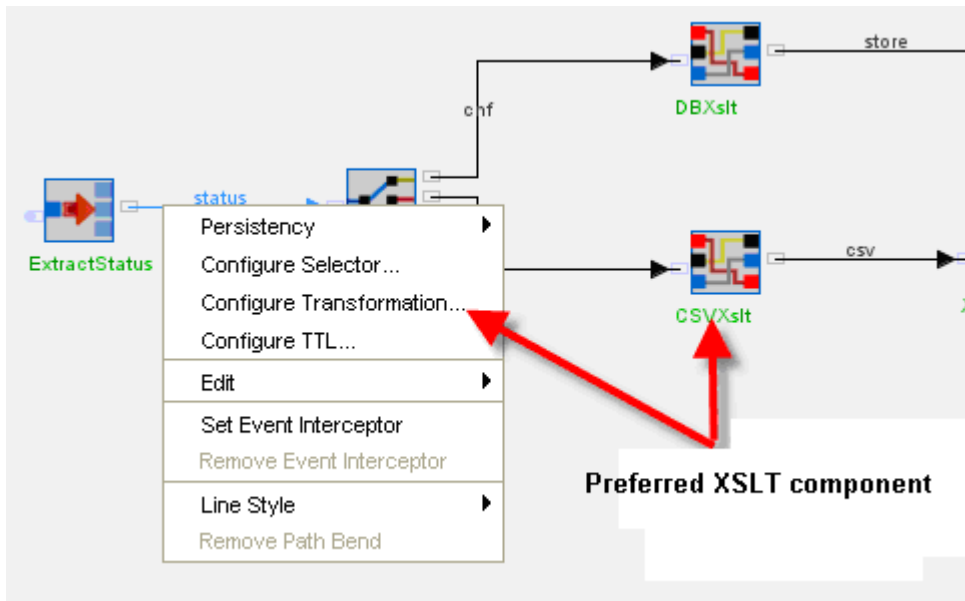 store
DBXslt
cnf
status
ExtractStatus
Persistency
Configure Selector...
Configure Transformation...
Configure TTL...
Edit
Set Event Interceptor
Remove Event Interceptor
Line Style
Remove Path Bend
csv
CSVXslt
Preferred XSLT component